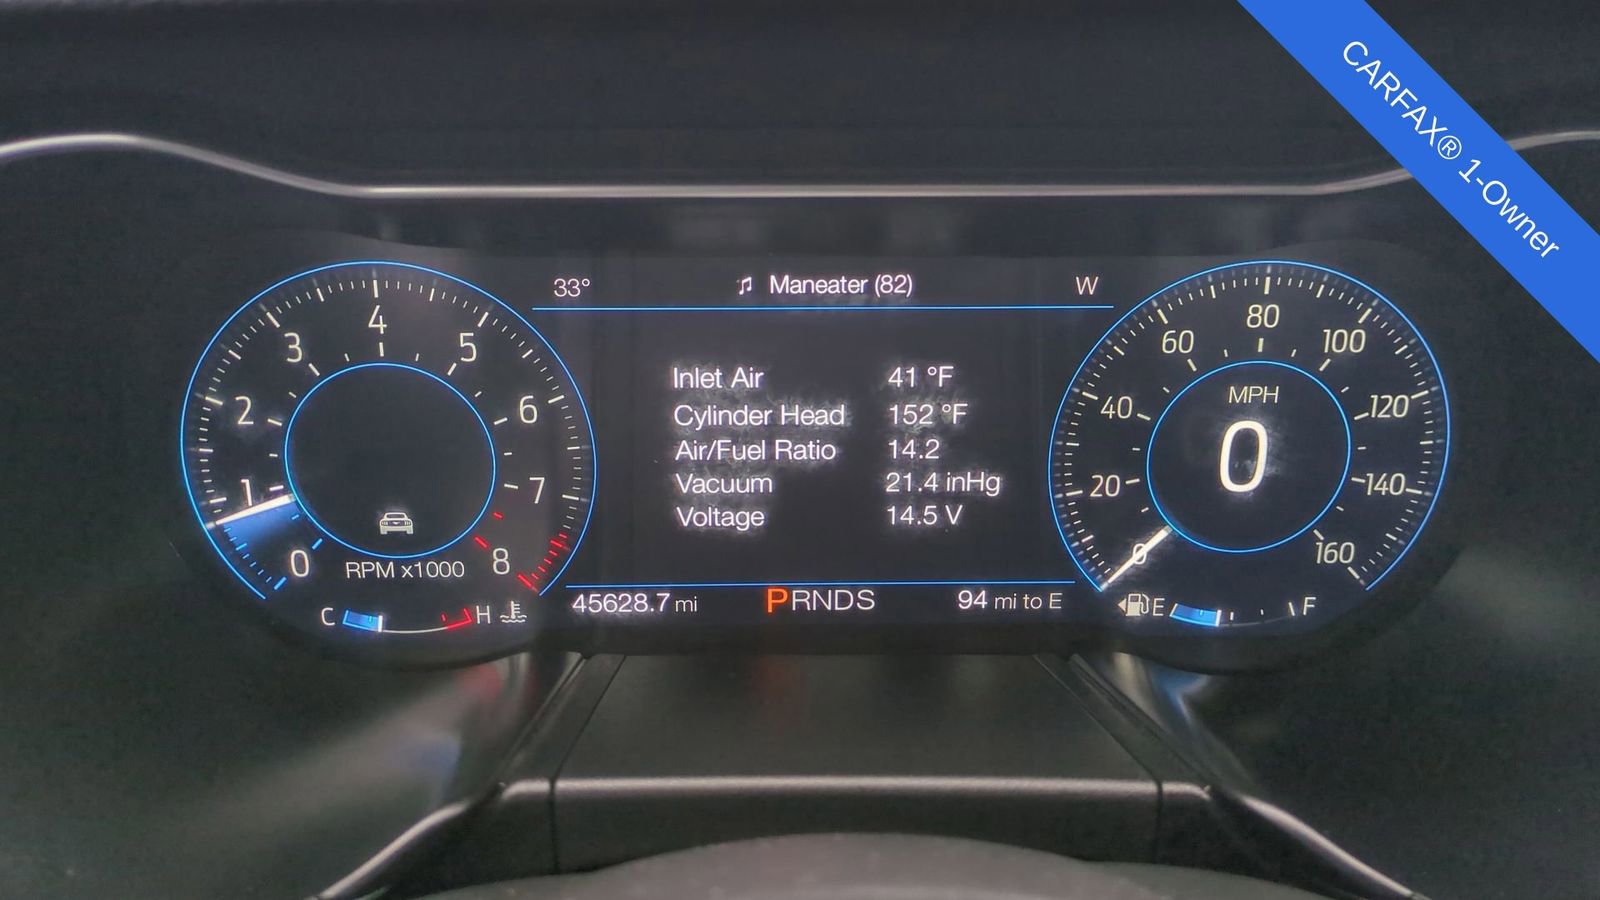 CARFAX® 1-Owner
33° Maneater (82) W
Inlet Air 41 °F
Cylinder Head 152 °F
Air/Fuel Ratio 14.2
Vacuum 21.4 inHg
Voltage 14.5 V
45628.7 mi PRNDS 94 mi to E
0 1 2 3 4 5 6 7 8
RPM x1000
C H
0 20 40 60 80 100 120 140 160
MPH
0
E F